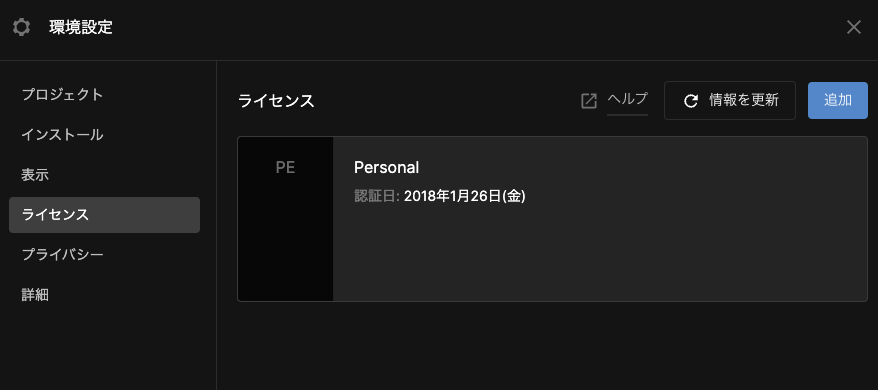 環境設定
プロジェクト
インストール
表示
ライセンス
プライバシー
詳細
ライセンス
ヘルプ
情報を更新
追加
PE
Personal
認証日: 2018年1月26日(金)